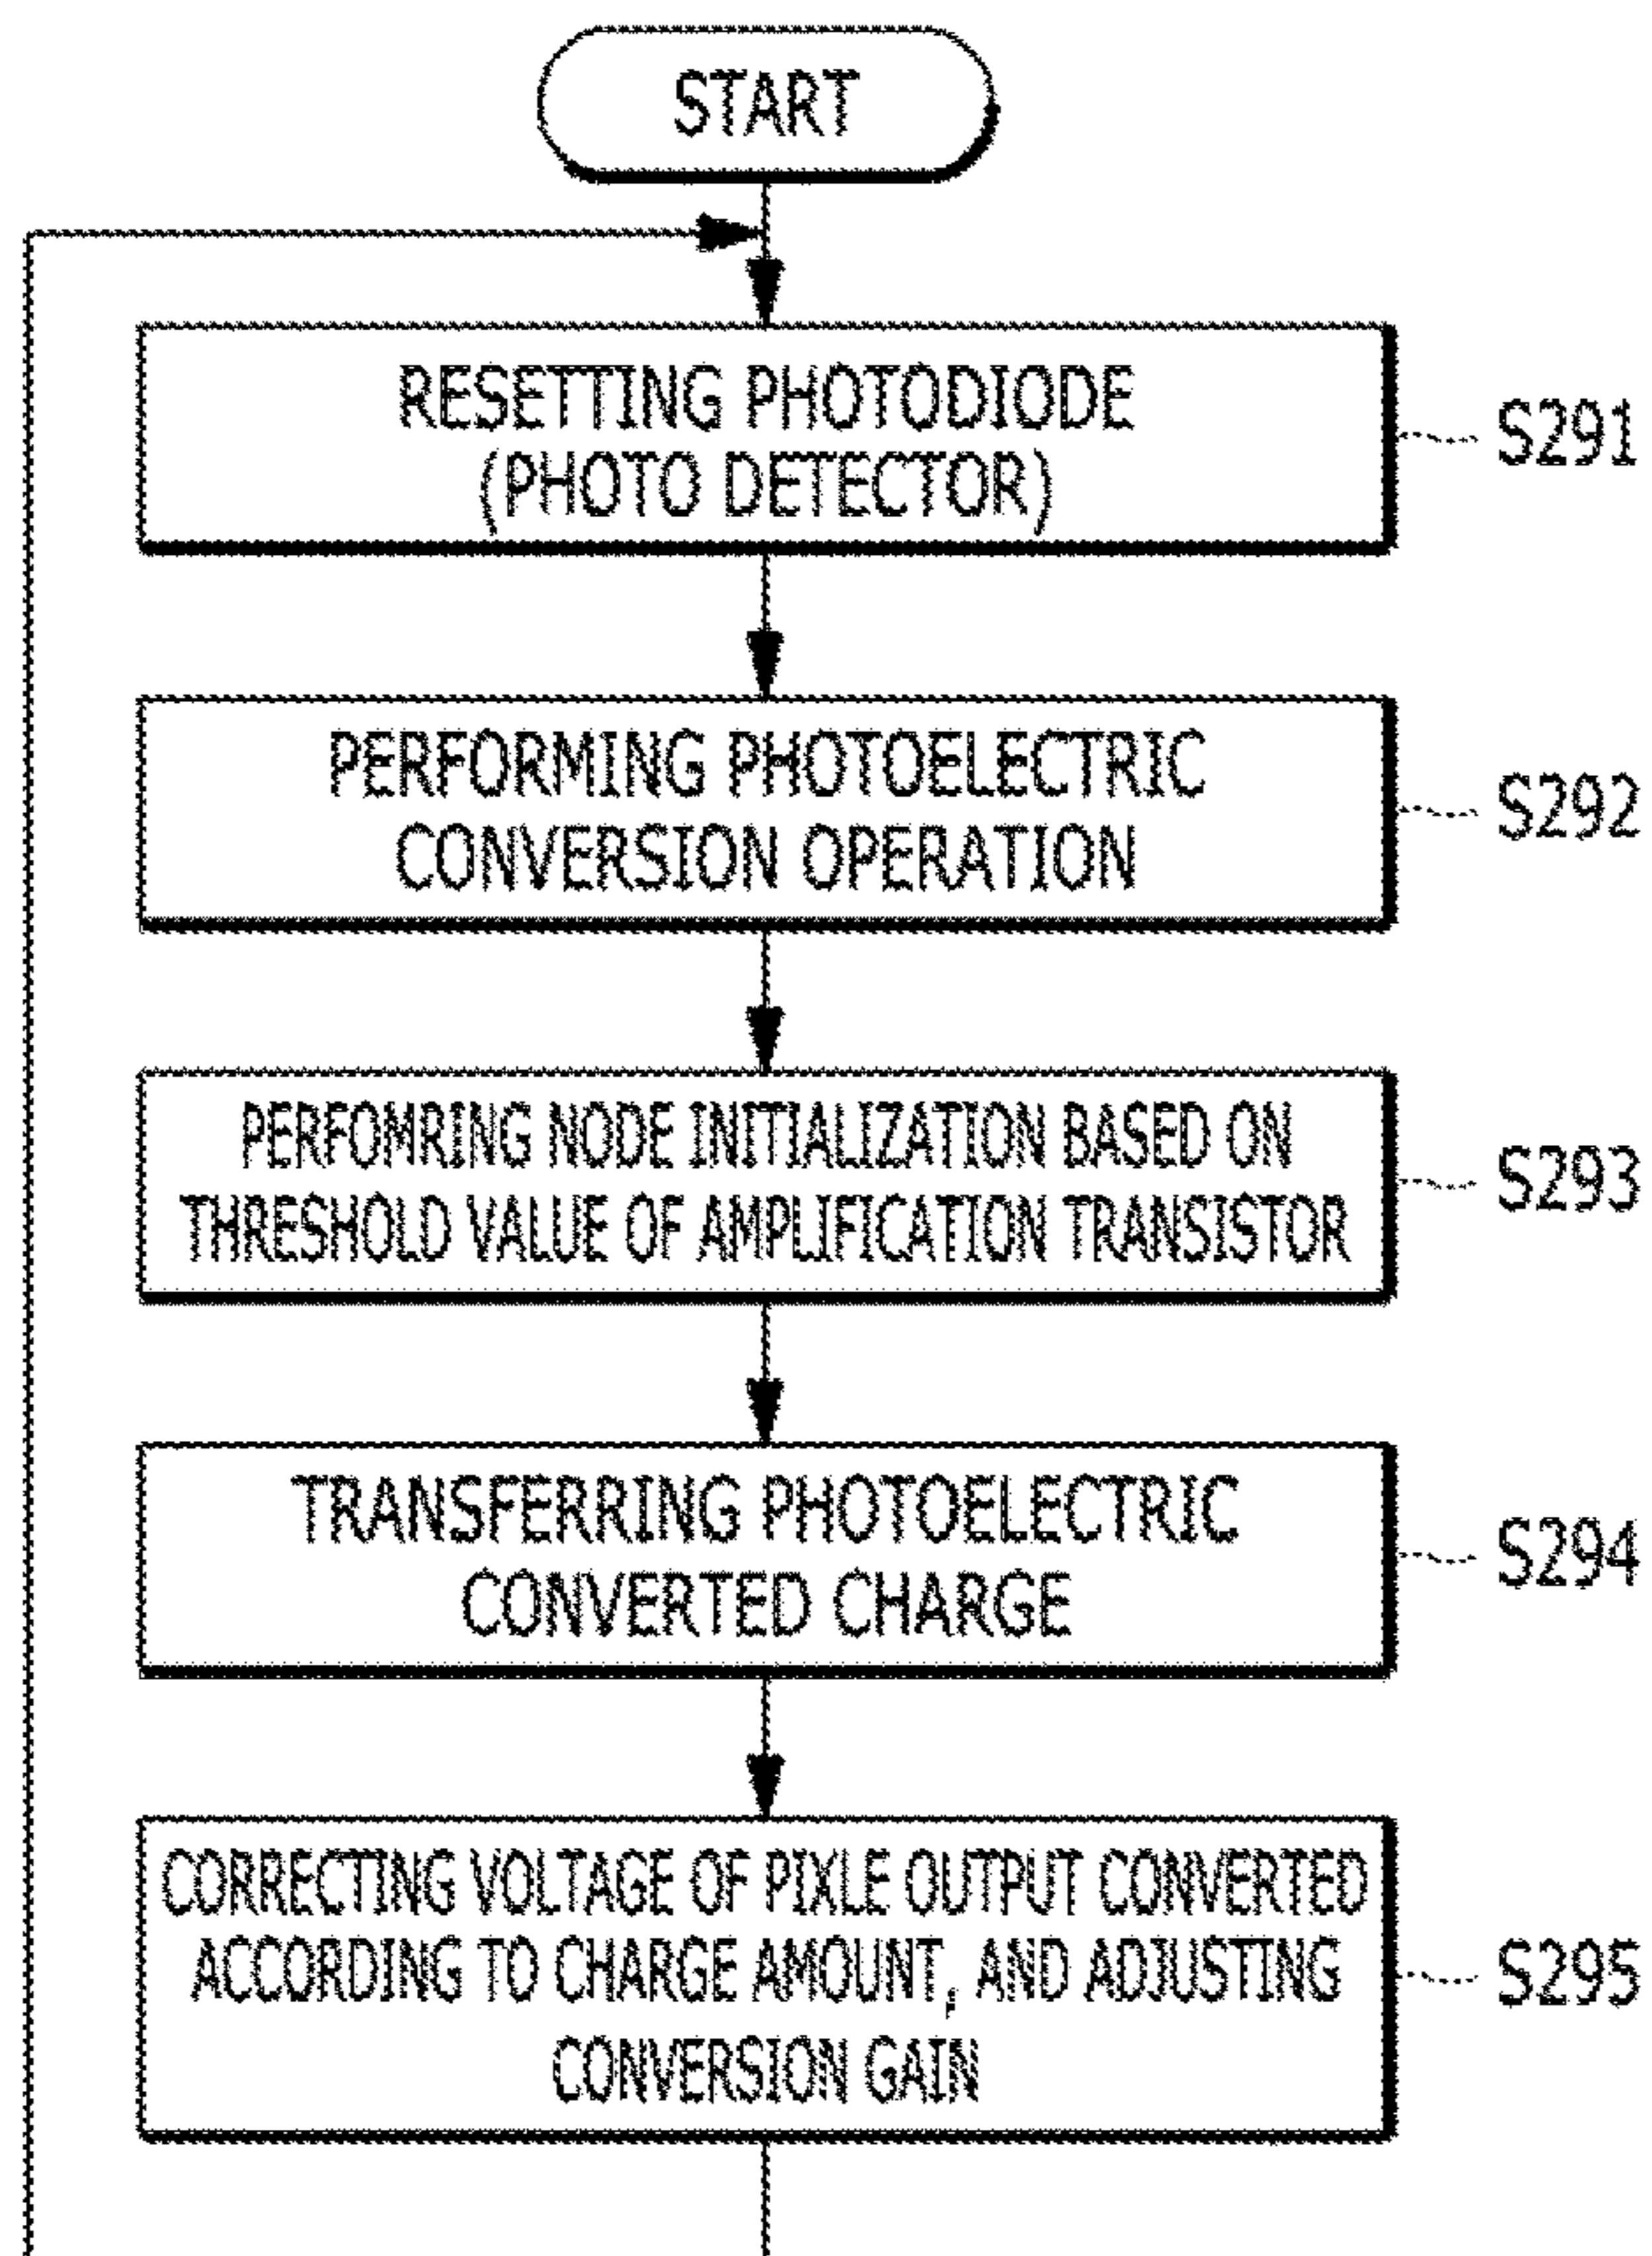 START
RESETTING PHOTODIODE
(PHOTO DETECTOR)
S291
PERFORMING PHOTOELECTRIC
CONVERSION OPERATION
S292
PERFOMRING NODE INITIALIZATION BASED ON
THRESHOLD VALUE OF AMPLIFICATION TRANSISTOR
S293
TRANSFERRING PHOTOELECTRIC
CONVERTED CHARGE
S294
CORRECTING VOLTAGE OF PIXLE OUTPUT CONVERTED
ACCORDING TO CHARGE AMOUNT, AND ADJUSTING
CONVERSION GAIN
S295